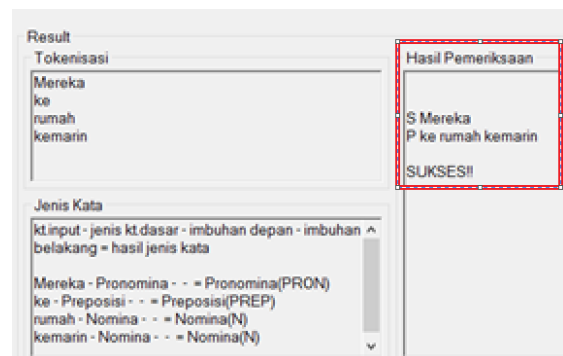 Result
Tokenisasi
Mereka
ke
rumah
kemarin
Hasil Pemeriksaan
S Mereka
P ke rumah kemarin
SUKSES!!
Jenis Kata
kt.input - jenis kt.dasar - imbuhan depan - imbuhan
belakang = hasil jenis kata
Mereka - Pronomina - - = Pronomina(PRON)
ke - Preposisi - - = Preposisi(PREP)
rumah - Nomina - - = Nomina(N)
kemarin - Nomina - - = Nomina(N)